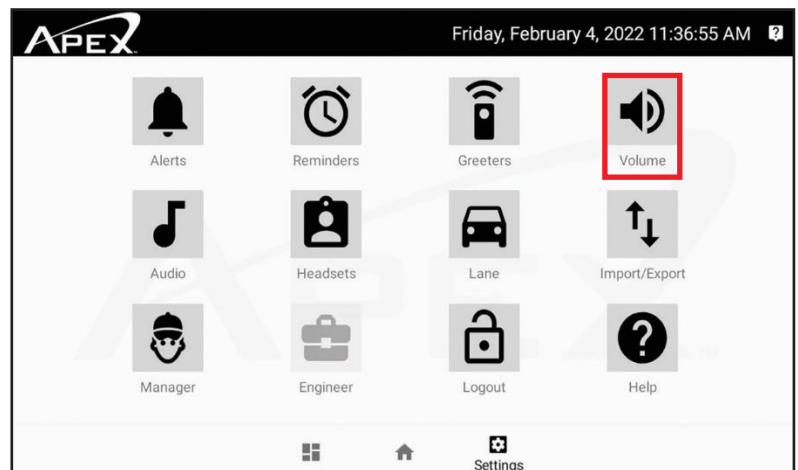 APEX
Friday, February 4, 2022 11:36:55 AM ?
Alerts Reminders Greeters Volume
Audio Headsets Lane Import/Export
Manager Engineer Logout Help
Settings
APEX